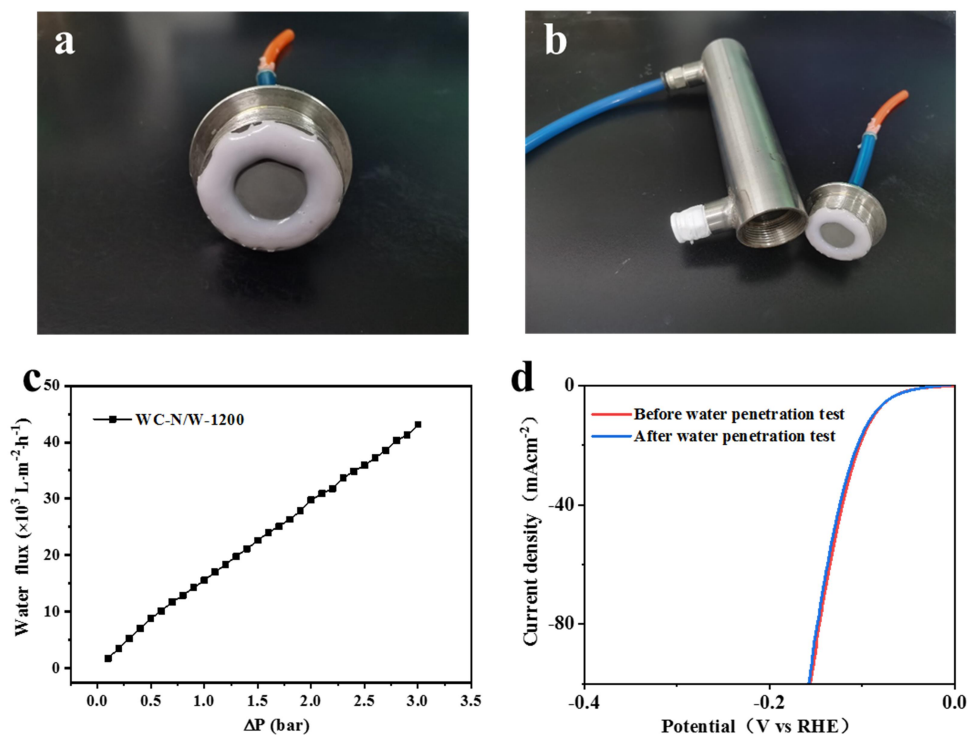 a
b
c
50
40
30
20
10
0
Water flux (×10³ L·m⁻²·h⁻¹)
WC-N/W-1200
0.0 0.5 1.0 1.5 2.0 2.5 3.0 3.5
ΔP (bar)
d
0
-40
-80
Current density（mAcm⁻²）
Before water penetration test
After water penetration test
-0.4 -0.2 0.0
Potential（V vs RHE）